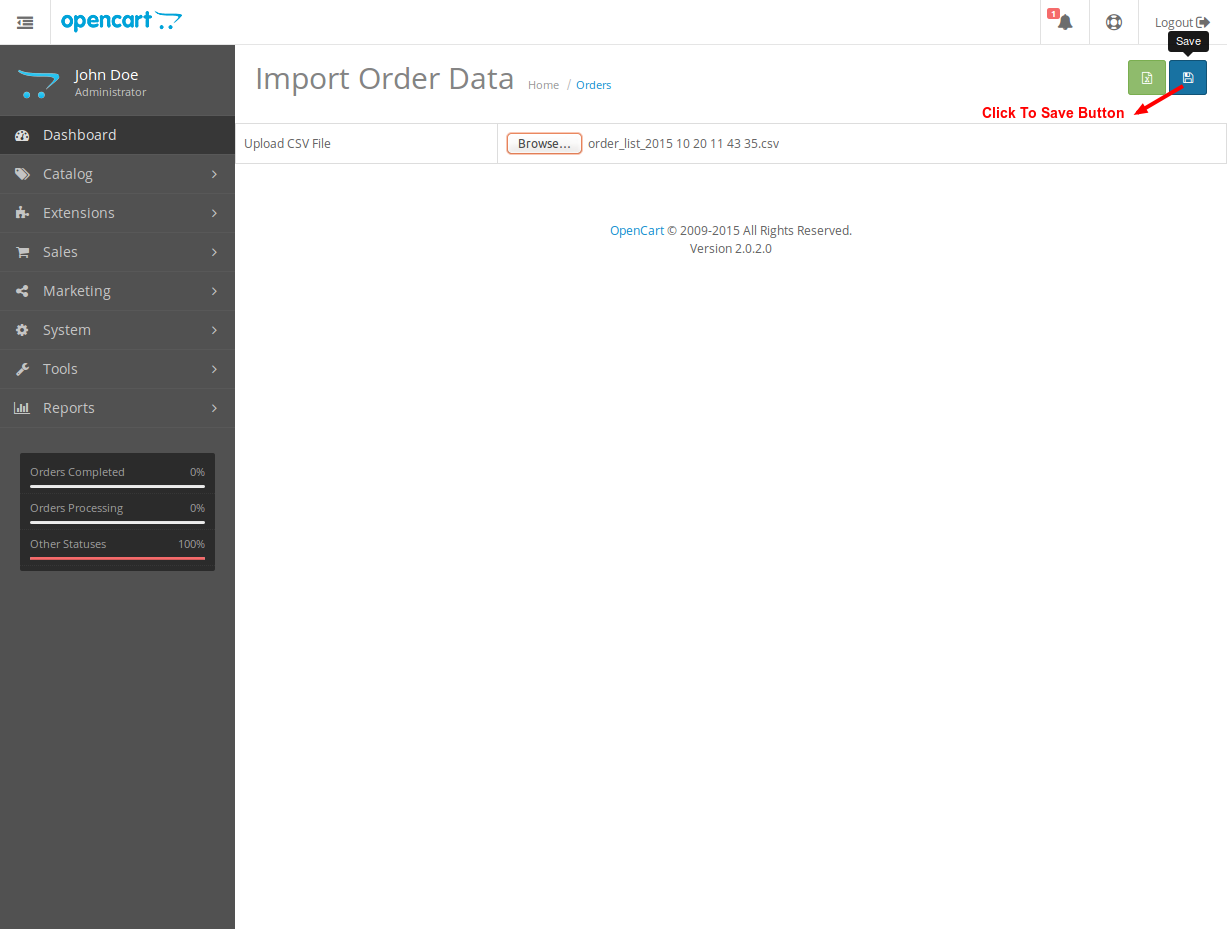 opencart
1
Logout
Save
John Doe
Administrator
Import Order Data
Home / Orders
Click To Save Button
Dashboard
Upload CSV File
Browse...
order_list_2015 10 20 11 43 35.csv
Catalog
Extensions
Sales
Marketing
System
Tools
Reports
OpenCart © 2009-2015 All Rights Reserved.
Version 2.0.2.0
Orders Completed 0%
Orders Processing 0%
Other Statuses 100%